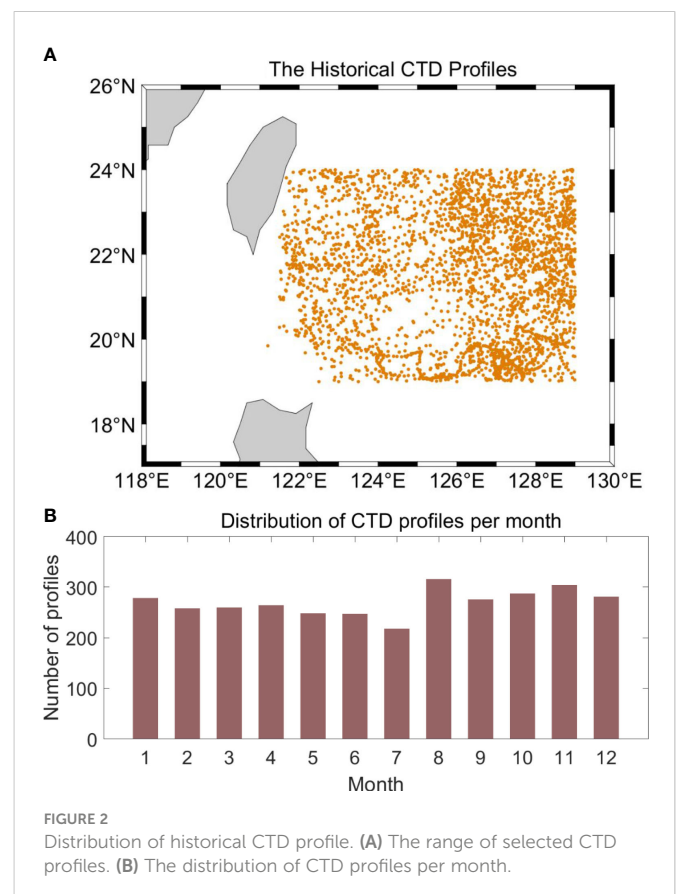 A
The Historical CTD Profiles
26°N
24°N
22°N
20°N
18°N
118°E 120°E 122°E 124°E 126°E 128°E 130°E
B
Distribution of CTD profiles per month
Number of profiles
400
300
200
100
0
1 2 3 4 5 6 7 8 9 10 11 12
Month
FIGURE 2
Distribution of historical CTD profile. (A) The range of selected CTD
profiles. (B) The distribution of CTD profiles per month.